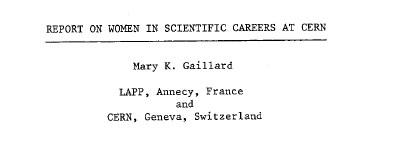 REPORT ON WOMEN IN SCIENTIFIC CAREERS AT CERN
Mary K. Gaillard
LAPP, Annecy, France
and
CERN, Geneva, Switzerland